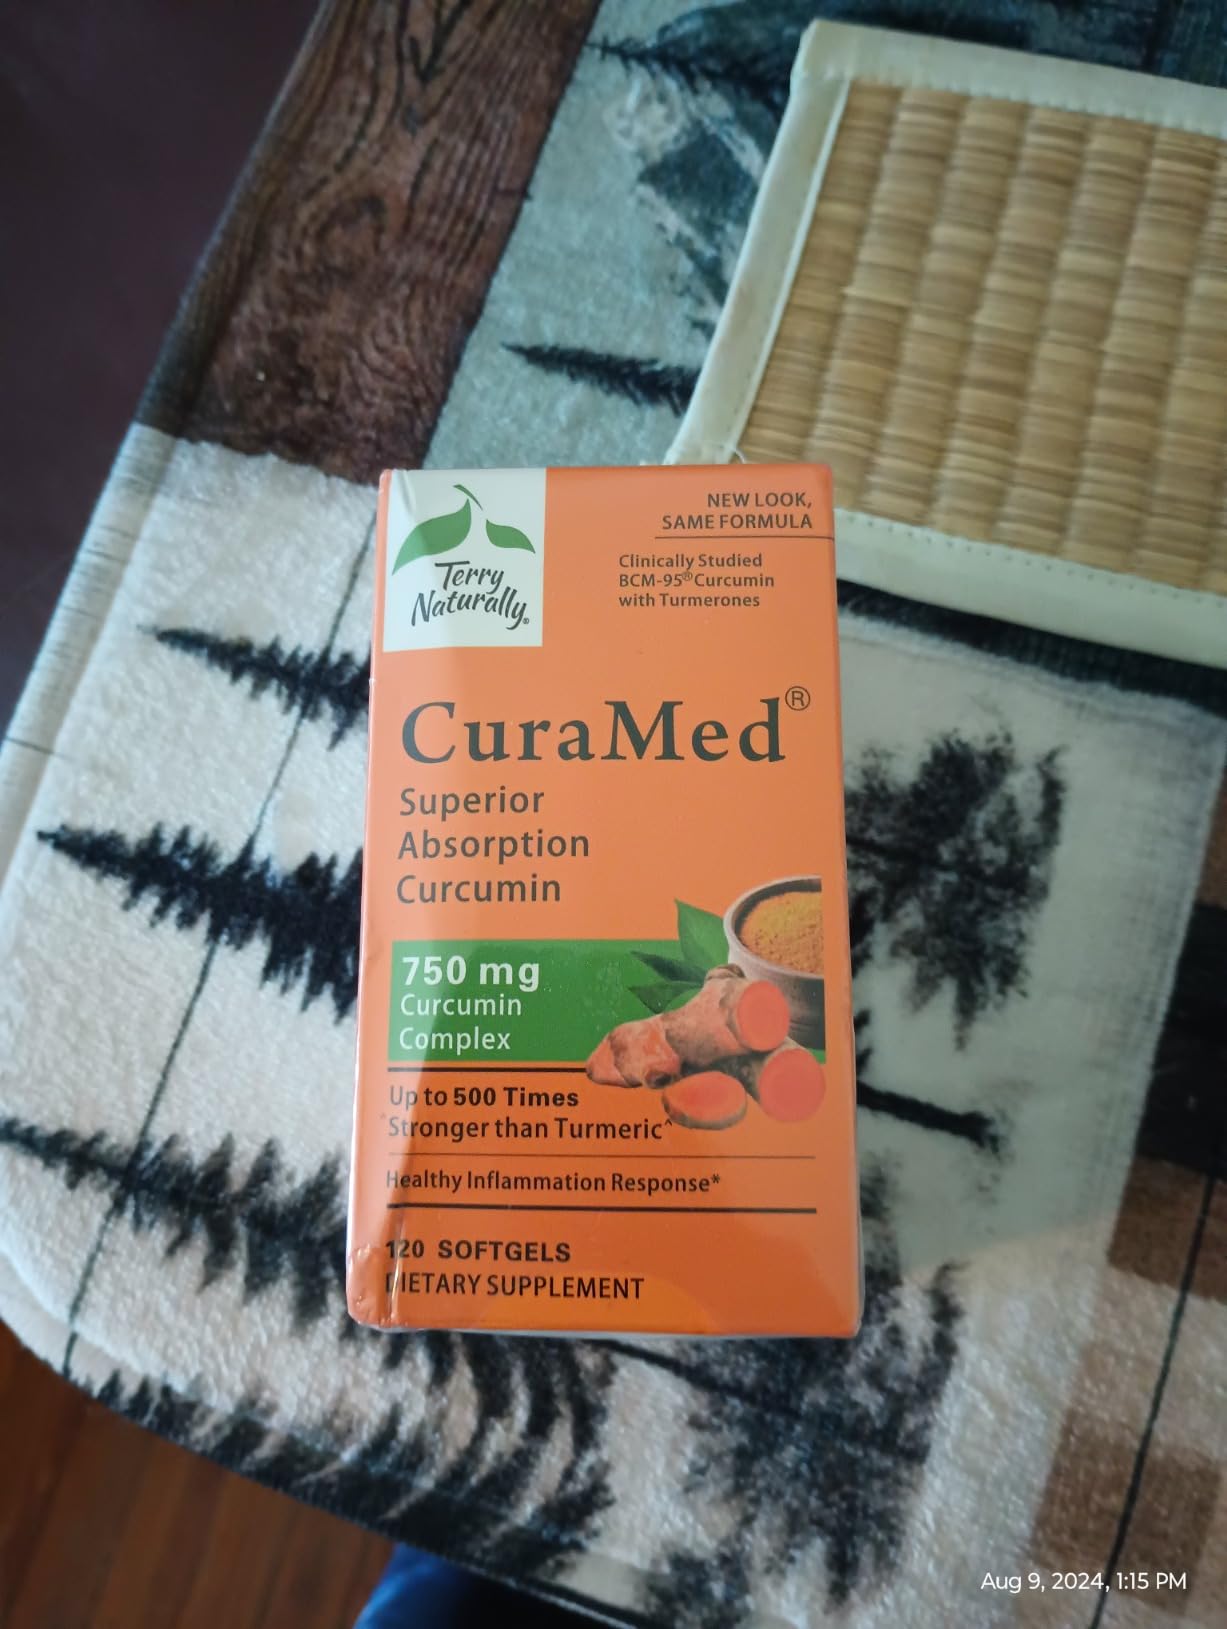 Terry
Naturally®
NEW LOOK,
SAME FORMULA
Clinically Studied
BCM-95® Curcumin
with Turmerones
CuraMed®
Superior
Absorption
Curcumin
750 mg
Curcumin
Complex
Up to 500 Times
Stronger than Turmeric^
Healthy Inflammation Response*
120 SOFTGELS
DIETARY SUPPLEMENT
Aug 9, 2024, 1:15 PM